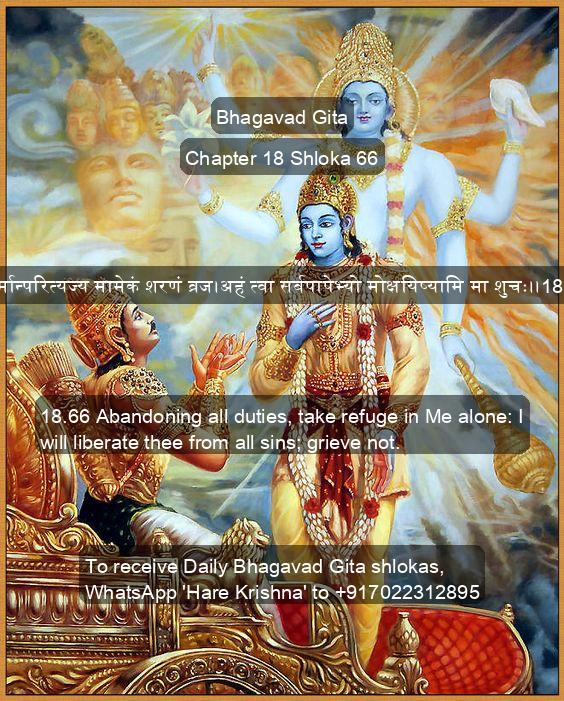 Bhagavad Gita
Chapter 18 Shloka 66
र्मान्परित्यज्य मामेकं शरणं व्रज।अहं त्वा सर्वपापेभ्यो मोक्षयिष्यामि मा शुचः।।18
18.66 Abandoning all duties, take refuge in Me alone: I
will liberate thee from all sins; grieve not.
To receive Daily Bhagavad Gita shlokas,
WhatsApp 'Hare Krishna' to +917022312895